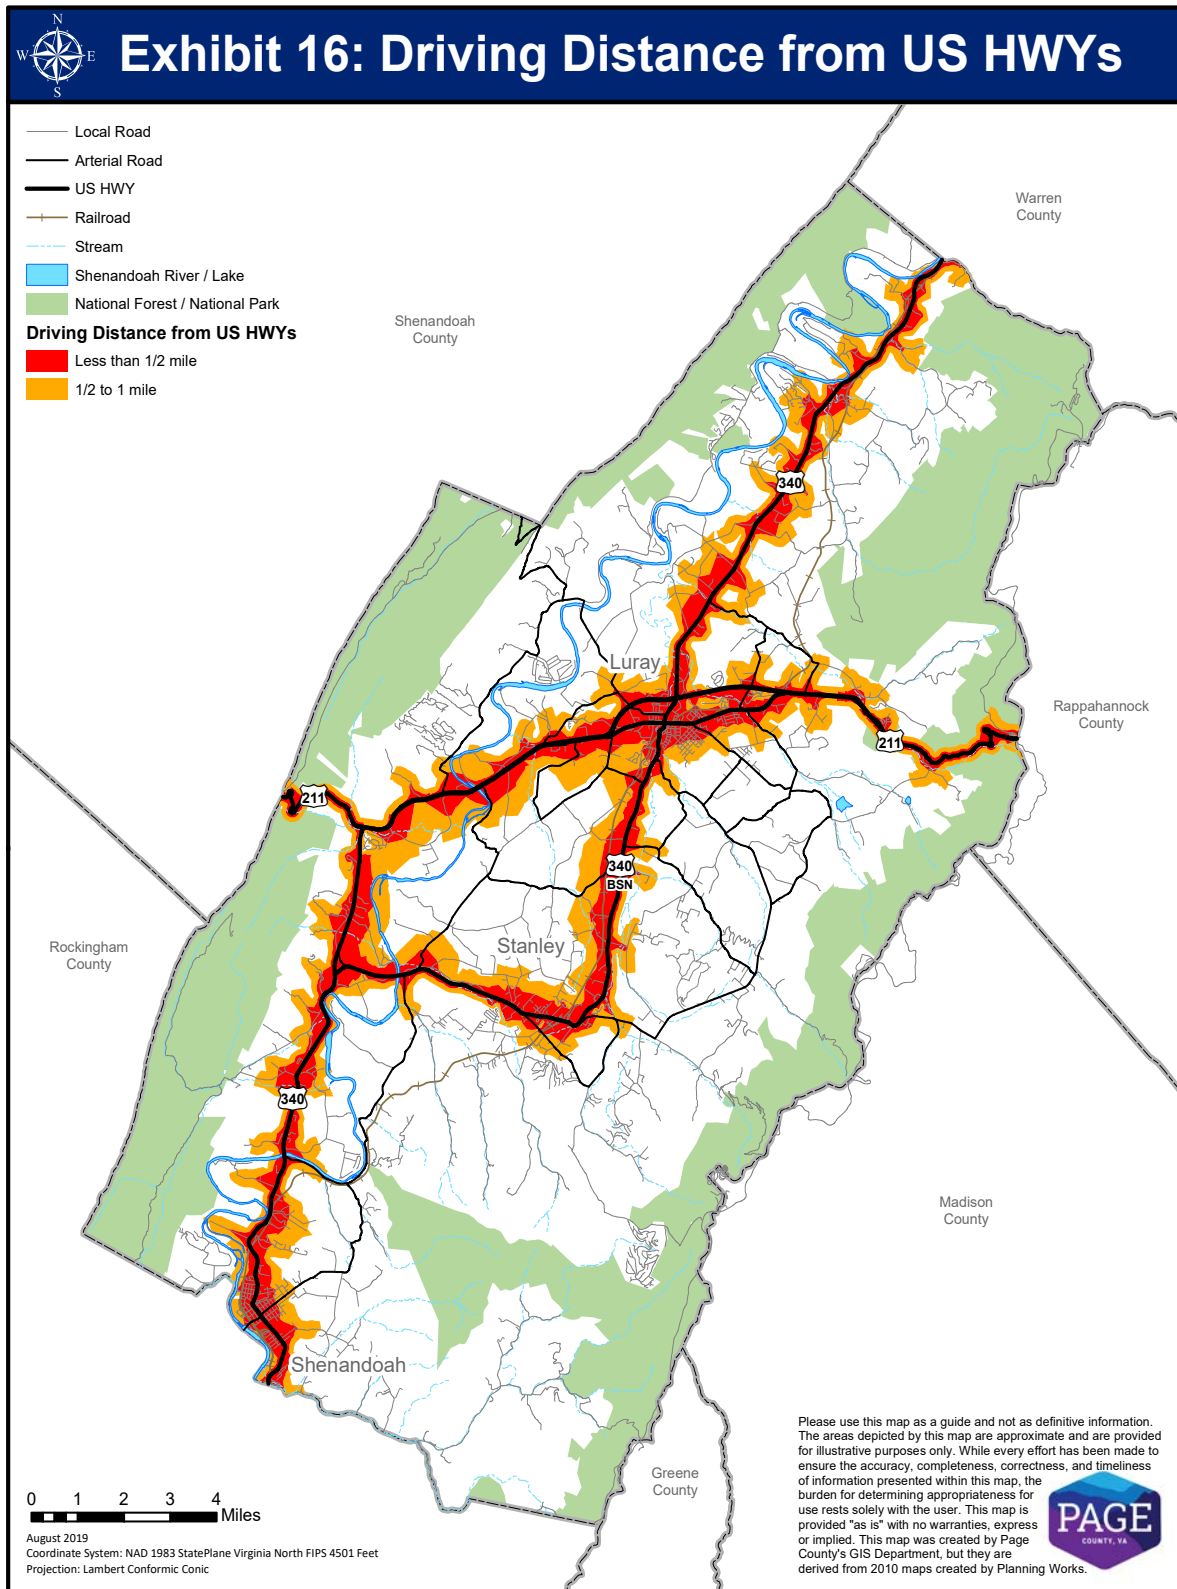 N
W E
S
Exhibit 16: Driving Distance from US HWYs
Local Road
Arterial Road
US HWY
Railroad
Stream
Shenandoah River / Lake
National Forest / National Park
Driving Distance from US HWYs
Less than 1/2 mile
1/2 to 1 mile
Warren
County
Shenandoah
County
340
Luray
Rappahannock
County
211
211
340
BSN
Stanley
Rockingham
County
340
Madison
County
Shenandoah
Greene
County
0 1 2 3 4
Miles
August 2019
Coordinate System: NAD 1983 StatePlane Virginia North FIPS 4501 Feet
Projection: Lambert Conformic Conic
Please use this map as a guide and not as definitive information.
The areas depicted by this map are approximate and are provided
for illustrative purposes only. While every effort has been made to
ensure the accuracy, completeness, correctness, and timeliness
of information presented within this map, the
burden for determining appropriateness for
use rests solely with the user. This map is
provided "as is" with no warranties, express
or implied. This map was created by Page
County's GIS Department, but they are
derived from 2010 maps created by Planning Works.
PAGE
COUNTY, VA